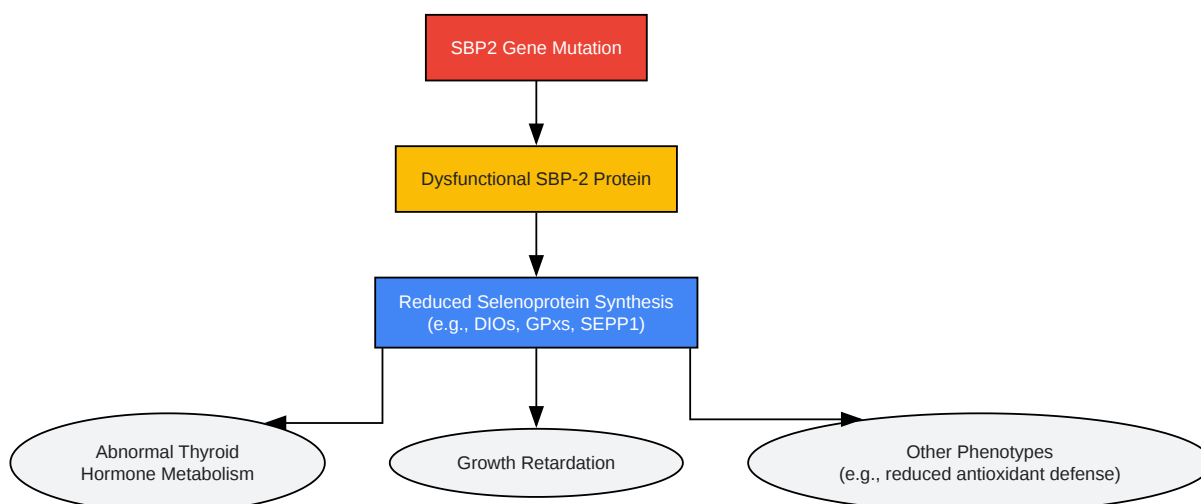 SBP2 Gene Mutation
Dysfunctional SBP-2 Protein
Reduced Selenoprotein Synthesis
(e.g., DIOs, GPxs, SEPP1)
Abnormal Thyroid
Hormone Metabolism
Growth Retardation
Other Phenotypes
(e.g., reduced antioxidant defense)